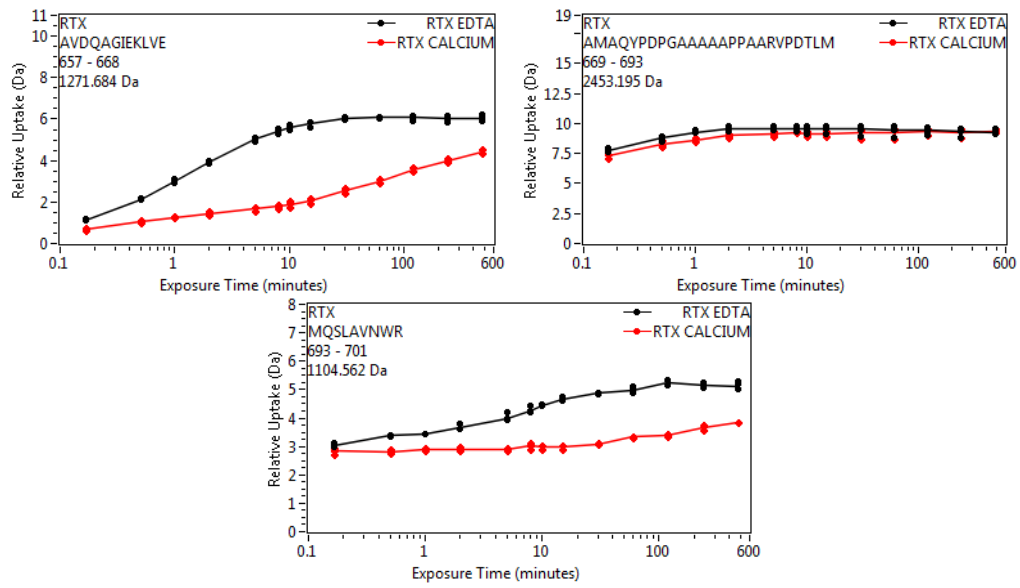 RTX
AVDQAGIEKLVE
657 - 668
1271.684 Da
RTX EDTA
RTX CALCIUM
Relative Uptake (Da)
11
10
8
6
4
2
0
0.1 1 10 100 600
Exposure Time (minutes)
RTX
AMAQYPDPGAAAAAPPAARVPDTLM
669 - 693
2453.195 Da
RTX EDTA
RTX CALCIUM
Relative Uptake (Da)
19
15
12.5
10
7.5
5
2.5
0
0.1 1 10 100 600
Exposure Time (minutes)
RTX
MQSLAVNWR
693 - 701
1104.562 Da
RTX EDTA
RTX CALCIUM
Relative Uptake (Da)
8
7
6
5
4
3
2
1
0
0.1 1 10 100 600
Exposure Time (minutes)